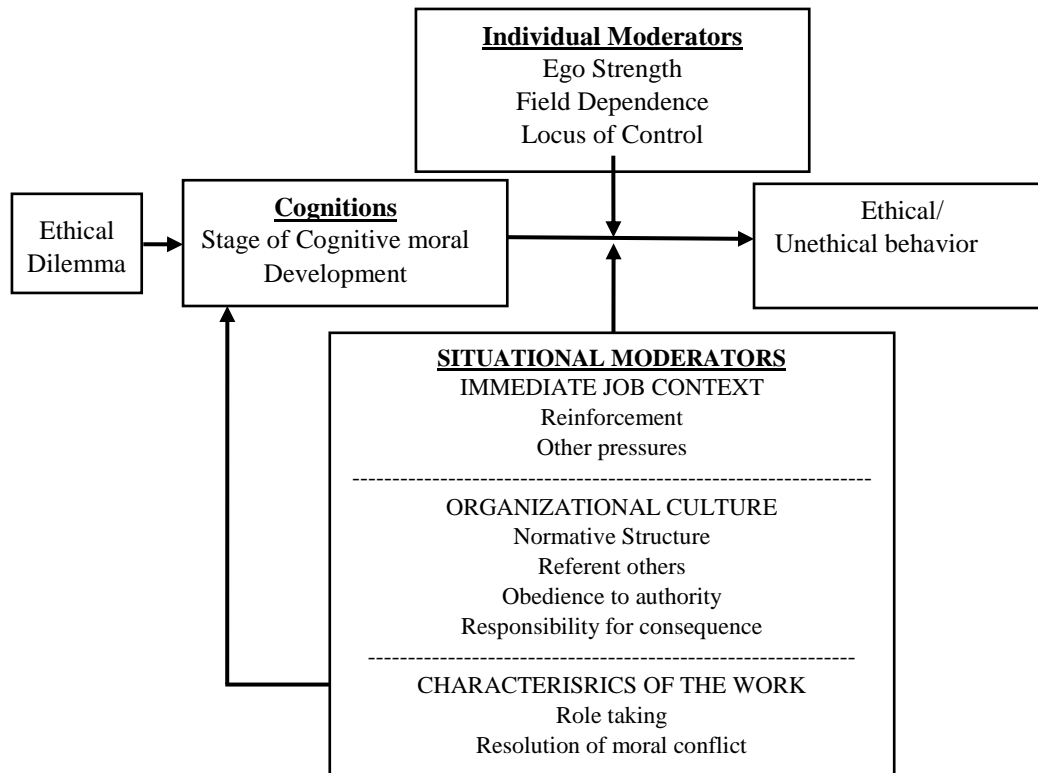 Individual Moderators
Ego Strength
Field Dependence
Locus of Control
Ethical
Dilemma
Cognitions
Stage of Cognitive moral
Development
Ethical/
Unethical behavior
SITUATIONAL MODERATORS
IMMEDIATE JOB CONTEXT
Reinforcement
Other pressures
ORGANIZATIONAL CULTURE
Normative Structure
Referent others
Obedience to authority
Responsibility for consequence
CHARACTERISRICS OF THE WORK
Role taking
Resolution of moral conflict